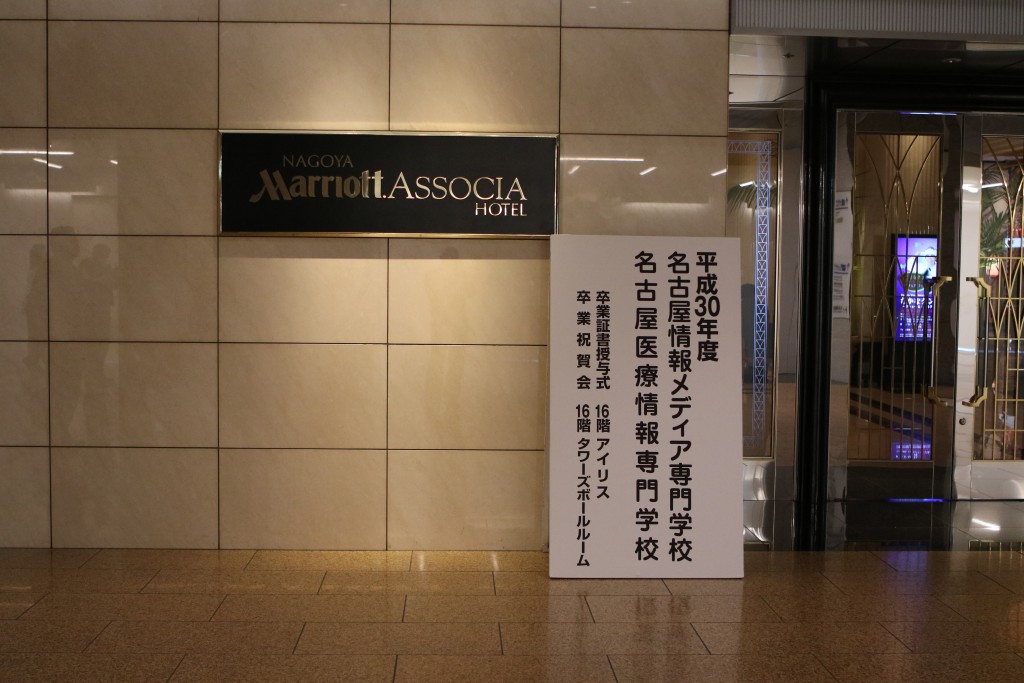 NAGOYA
Marriott ASSOCIA
HOTEL
平成30年度
名古屋情報メディア専門学校
名古屋医療情報専門学校
卒業証書授与式 16階 アイリス
卒業祝賀会 16階 タワーズボールルーム